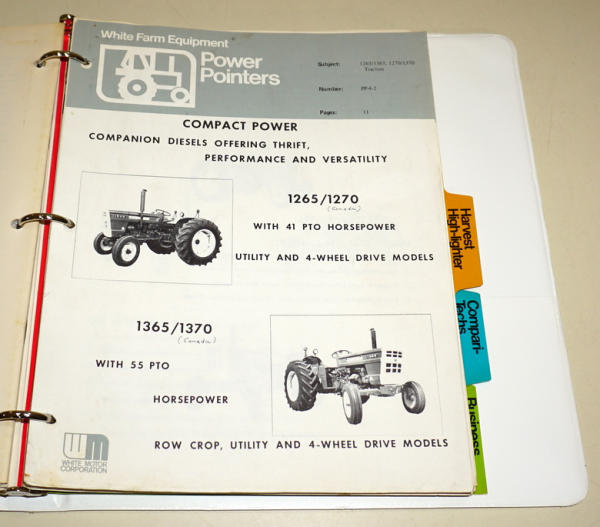 White Farm Equipment
Power
Pointers
Subject: 1265/1365, 1270/1370
Tractors
Number: PP-4-2
Pages: 11
COMPACT POWER
COMPANION DIESELS OFFERING THRIFT,
PERFORMANCE AND VERSATILITY
1265/1270
(Canada)
WITH 41 PTO HORSEPOWER
UTILITY AND 4-WHEEL DRIVE MODELS
1365/1370
(Canada)
WITH 55 PTO
HORSEPOWER
ROW CROP, UTILITY AND 4-WHEEL DRIVE MODELS
WM
WHITE MOTOR
CORPORATION
Harvest
High-lighter
Compari-
Techs
Business